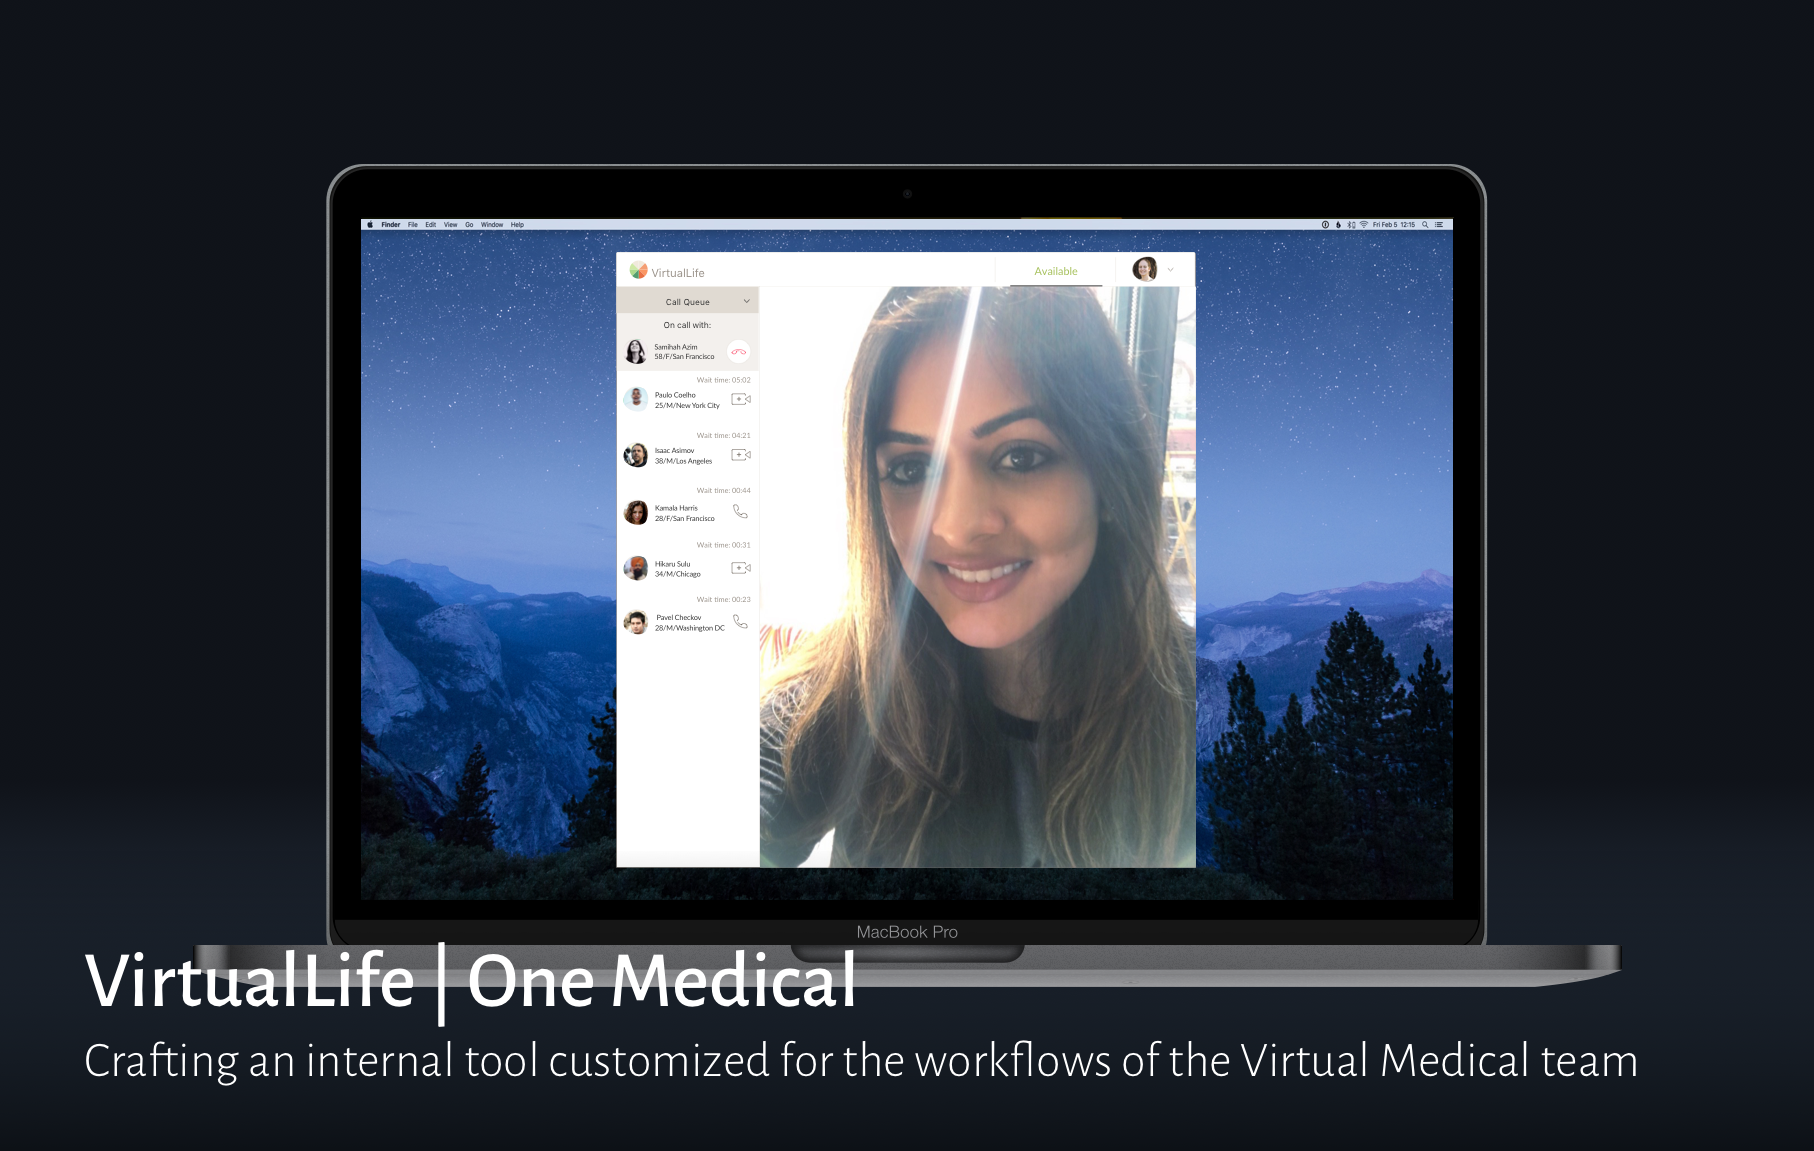 Finder File Edit View Go Window Help
Fri Feb 5 12:15
VirtualLife
Available
Call Queue
On call with:
Samihah Azim
58/F/San Francisco
Wait time: 05:02
Paulo Coelho
25/M/New York City
Wait time: 04:21
Isaac Asimov
38/M/Los Angeles
Wait time: 00:44
Kamala Harris
28/F/San Francisco
Wait time: 00:31
Hikaru Sulu
34/M/Chicago
Wait time: 00:23
Pavel Checkov
28/M/Washington DC
MacBook Pro
VirtualLife | One Medical
Crafting an internal tool customized for the workflows of the Virtual Medical team